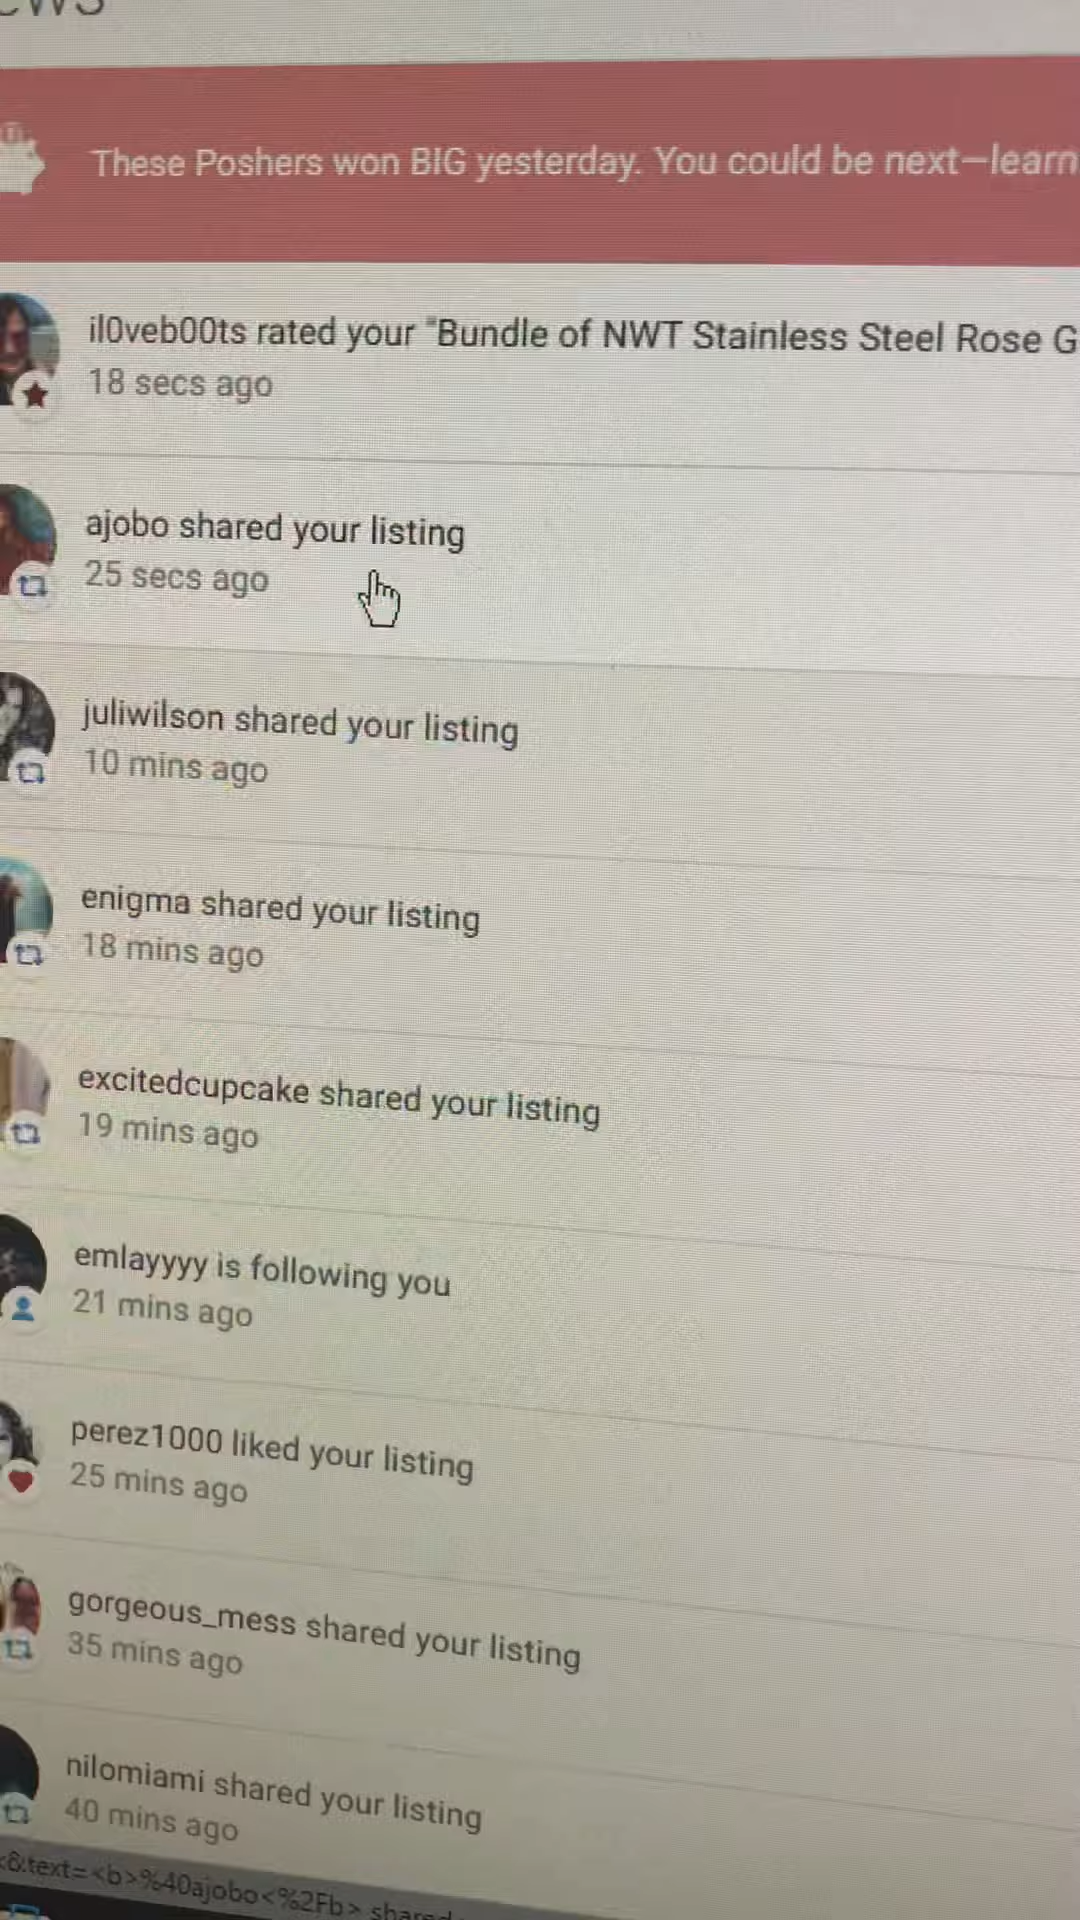 These Poshers won BIG yesterday. You could be next—learn
il0veb00ts rated your "Bundle of NWT Stainless Steel Rose G
18 secs ago
ajobo shared your listing
25 secs ago
juliwilson shared your listing
10 mins ago
enigma shared your listing
18 mins ago
excitedcupcake shared your listing
19 mins ago
emlayyyy is following you
21 mins ago
perez1000 liked your listing
25 mins ago
gorgeous_mess shared your listing
35 mins ago
nilomiami shared your listing
40 mins ago
&text=<b>%40ajobo<%2Fb> shared